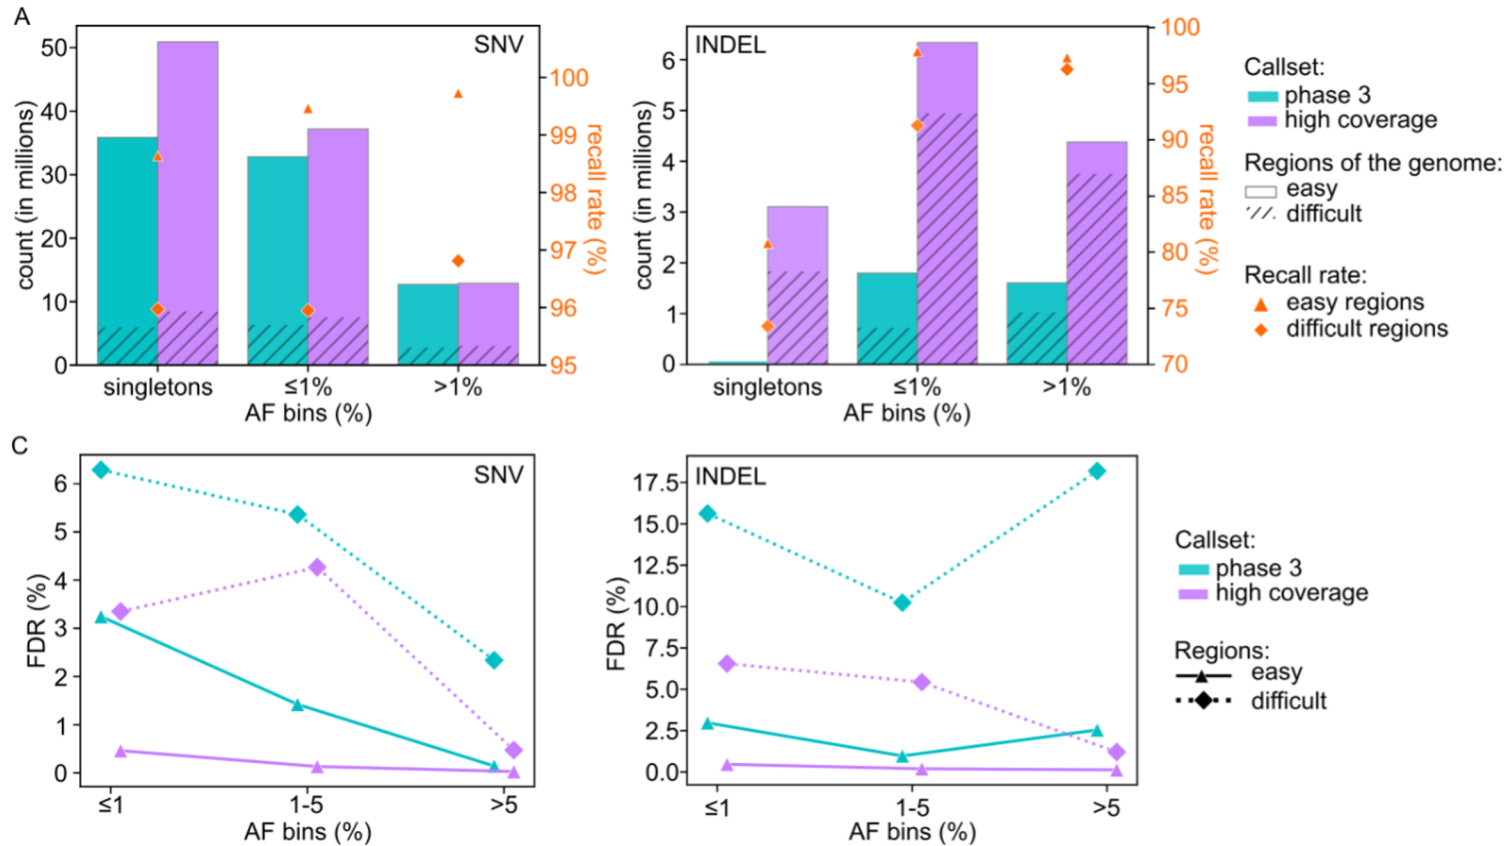 A
SNV
50
40
30
20
10
0
count (in millions)
100
99
98
97
96
95
recall rate (%)
singletons
≤1%
>1%
AF bins (%)
INDEL
6
5
4
3
2
1
0
count (in millions)
100
95
90
85
80
75
70
recall rate (%)
singletons
≤1%
>1%
AF bins (%)
Callset:
phase 3
high coverage
Regions of the genome:
easy
difficult
Recall rate:
easy regions
difficult regions
C
SNV
6
5
4
3
2
1
0
FDR (%)
≤1
1-5
>5
AF bins (%)
INDEL
17.5
15.0
12.5
10.0
7.5
5.0
2.5
0.0
FDR (%)
≤1
1-5
>5
AF bins (%)
Callset:
phase 3
high coverage
Regions:
easy
difficult